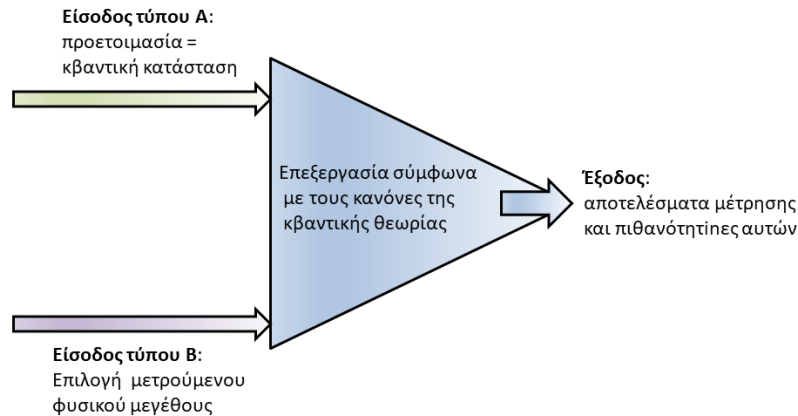 Είσοδος τύπου Α:
προετοιμασία =
κβαντική κατάσταση
Επεξεργασία σύμφωνα
με τους κανόνες της
κβαντικής θεωρίας
Έξοδος:
αποτελέσματα μέτρησης
και πιθανότητinες αυτών
Είσοδος τύπου Β:
Επιλογή μετρούμενου
φυσικού μεγέθους